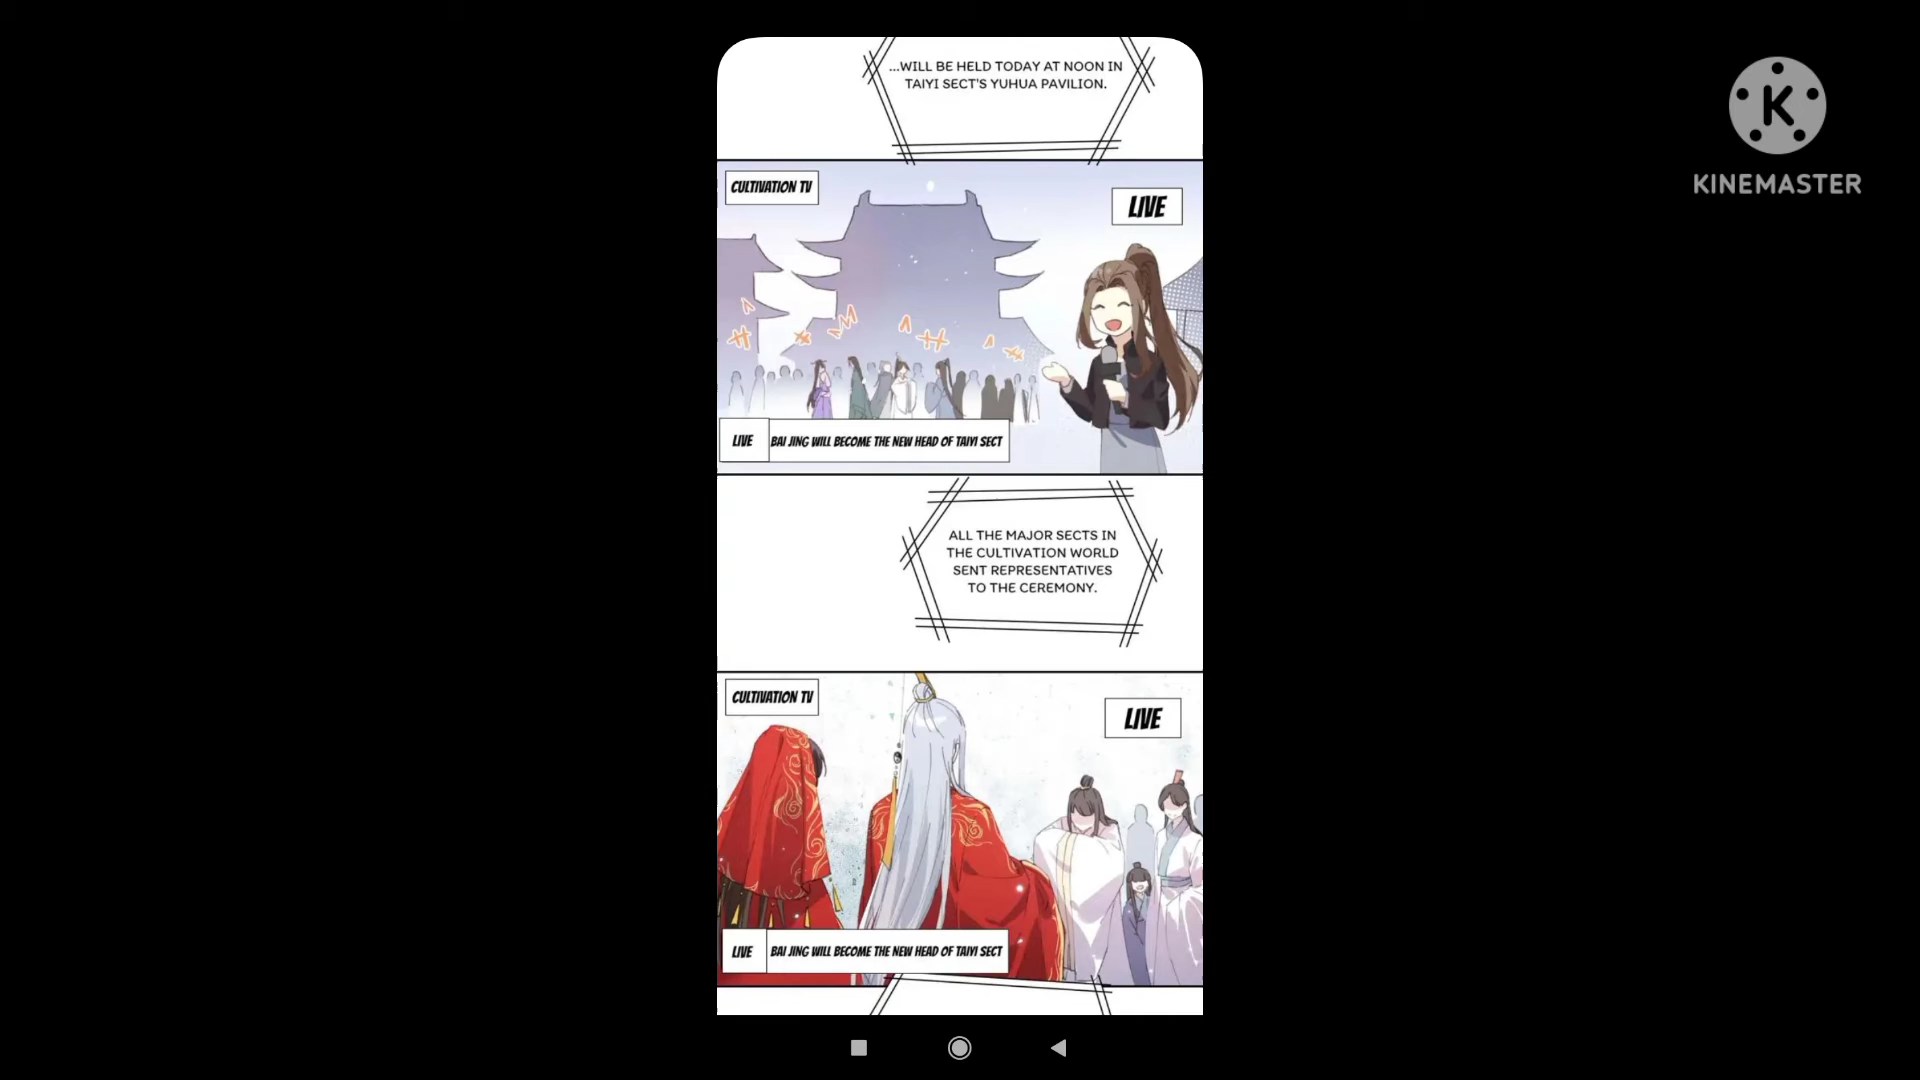 ...WILL BE HELD TODAY AT NOON IN
TAIYI SECT'S YUHUA PAVILION.
CULTIVATION TV
LIVE
K
KINEMASTER
LIVE
BAI JING WILL BECOME THE NEW HEAD OF TAIYI SECT
ALL THE MAJOR SECTS IN
THE CULTIVATION WORLD
SENT REPRESENTATIVES
TO THE CEREMONY.
CULTIVATION TV
LIVE
LIVE
BAI JING WILL BECOME THE NEW HEAD OF TAIYI SECT